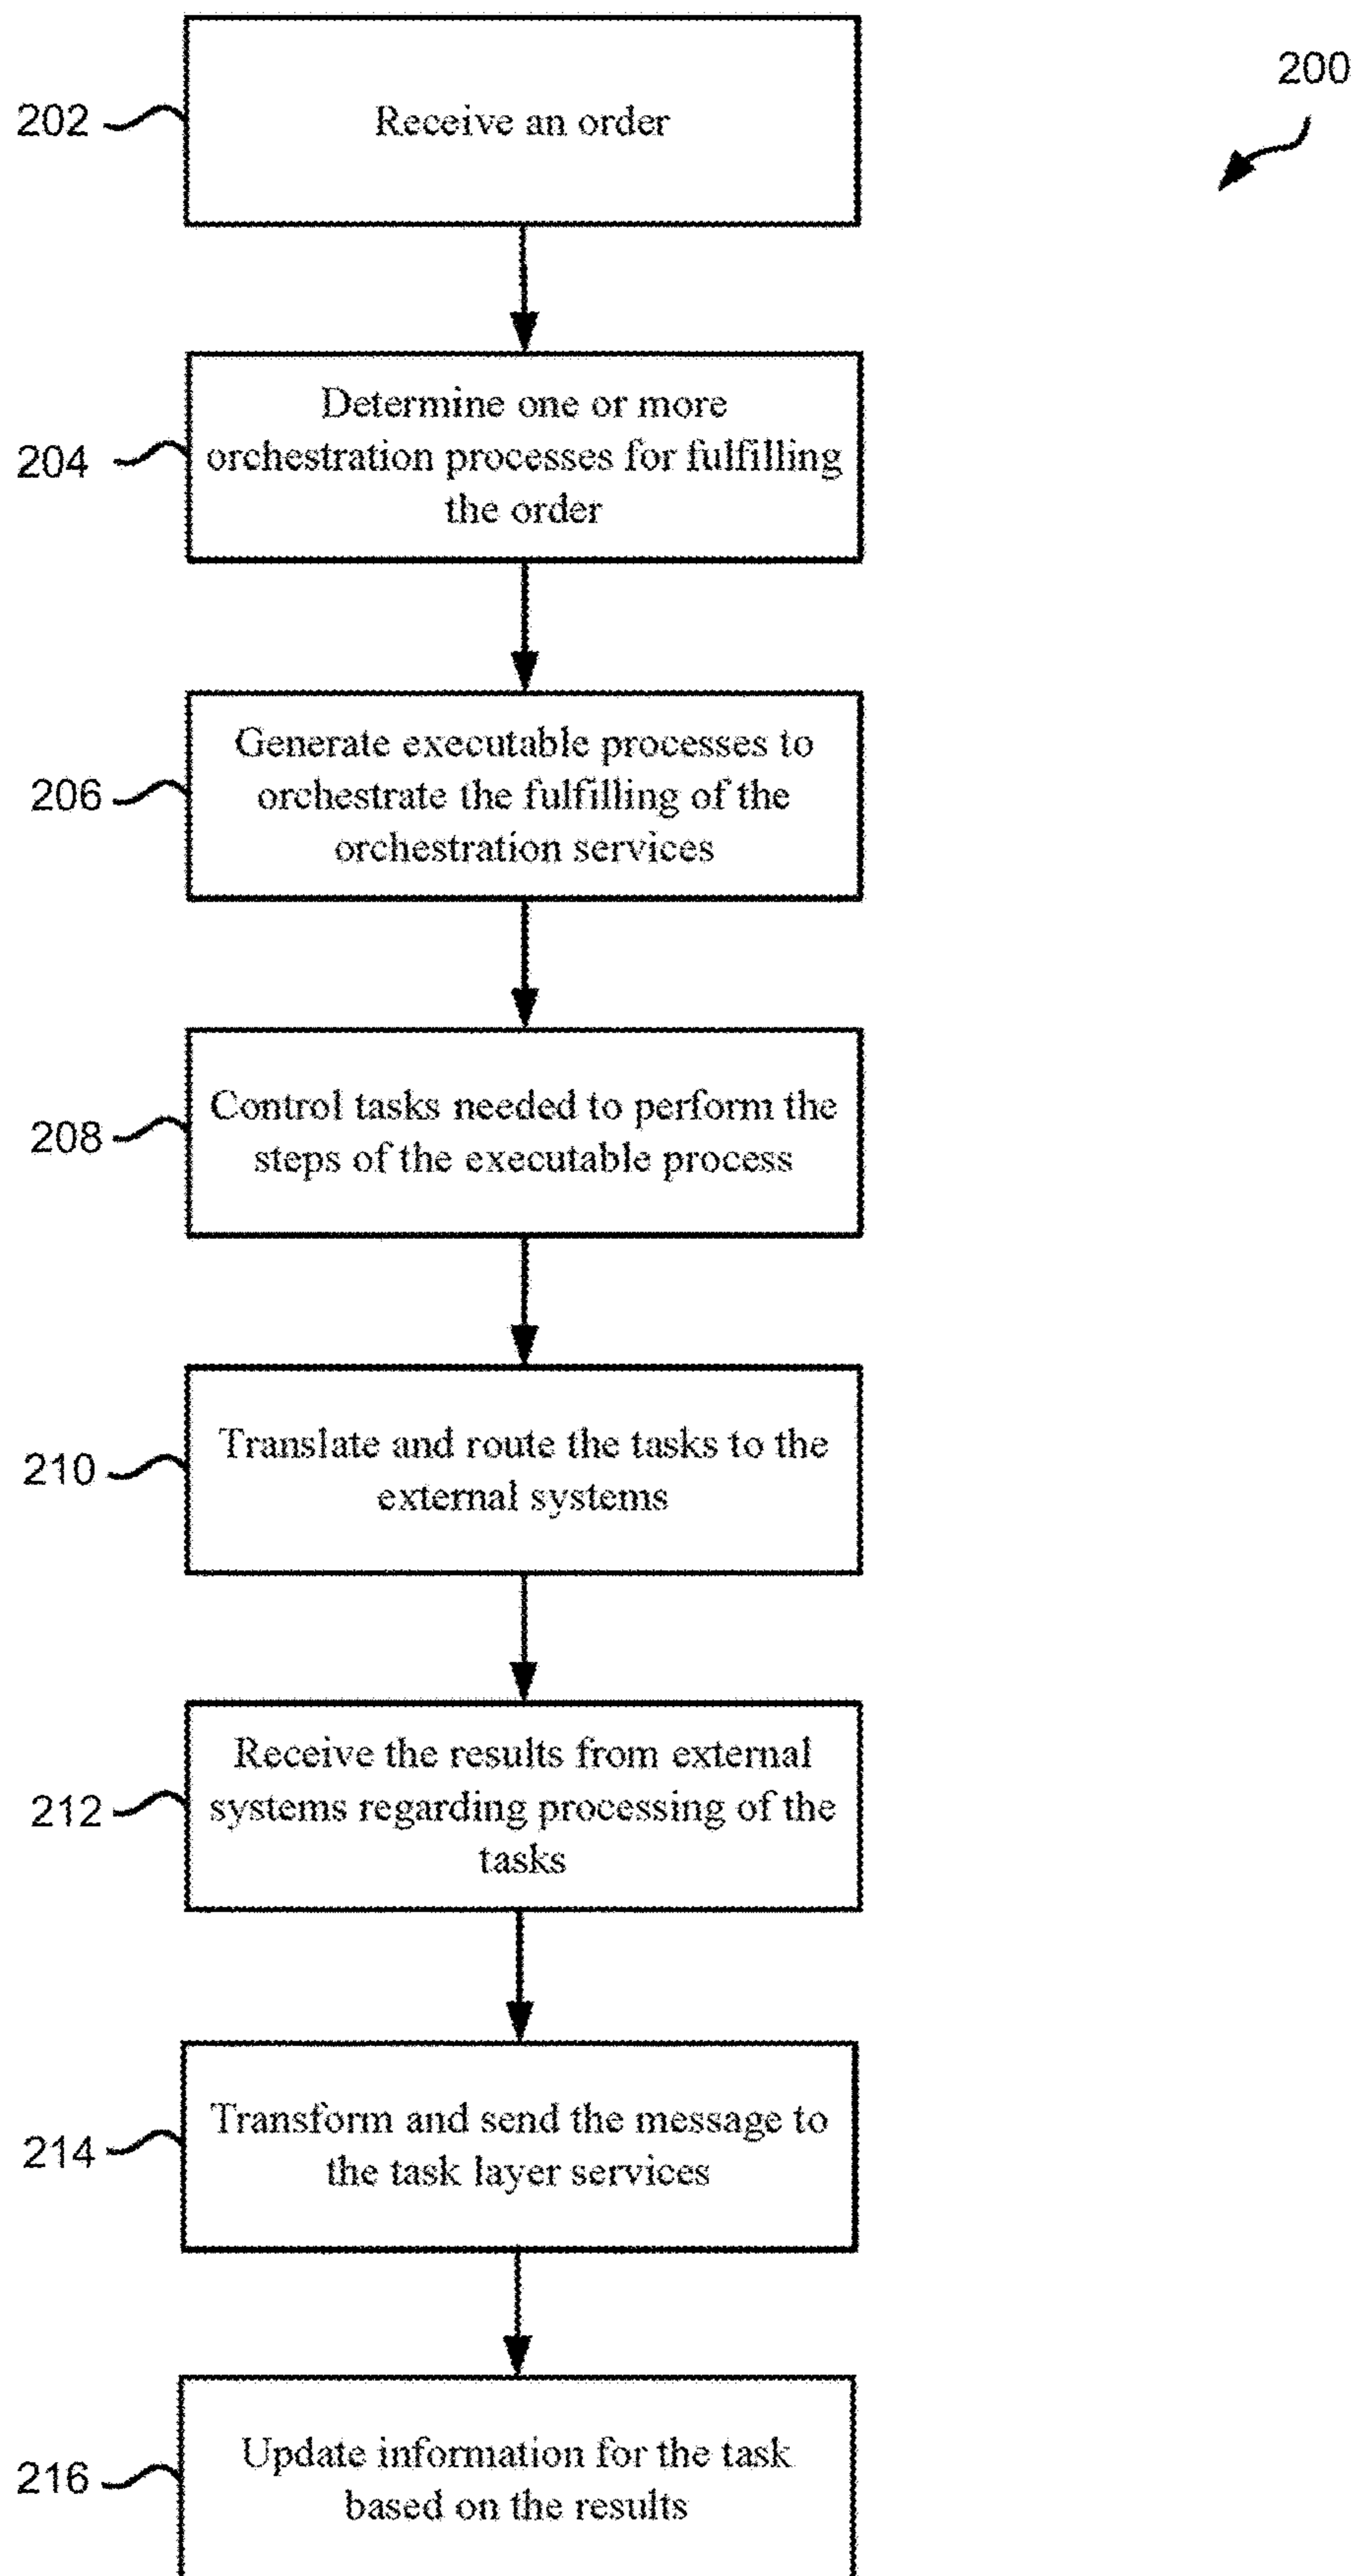 200
202
Receive an order
204
Determine one or more
orchestration processes for fulfilling
the order
206
Generate executable processes to
orchestrate the fulfilling of the
orchestration services
208
Control tasks needed to perform the
steps of the executable process
210
Translate and route the tasks to the
external systems
212
Receive the results from external
systems regarding processing of the
tasks
214
Transform and send the message to
the task layer services
216
Update information for the task
based on the results